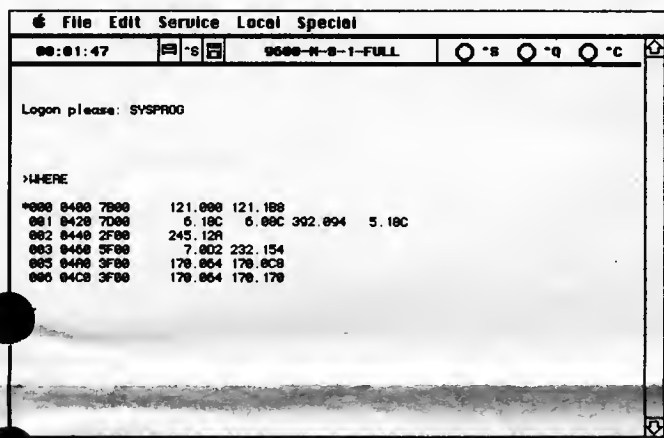 File Edit Service Local Special
00:01:47 ^S 9600-N-8-1-FULL ^S ^Q ^C
Logon please: SYSPROG
>WHERE
*000 0400 7B00 121.000 121.1B8
001 0420 7D00 6.18C 6.08C 392.094 5.18C
002 0440 2F00 245.12A
003 0460 5F00 7.0D2 232.154
005 04A0 3F00 170.064 170.0C8
006 04C0 3F00 170.064 170.170